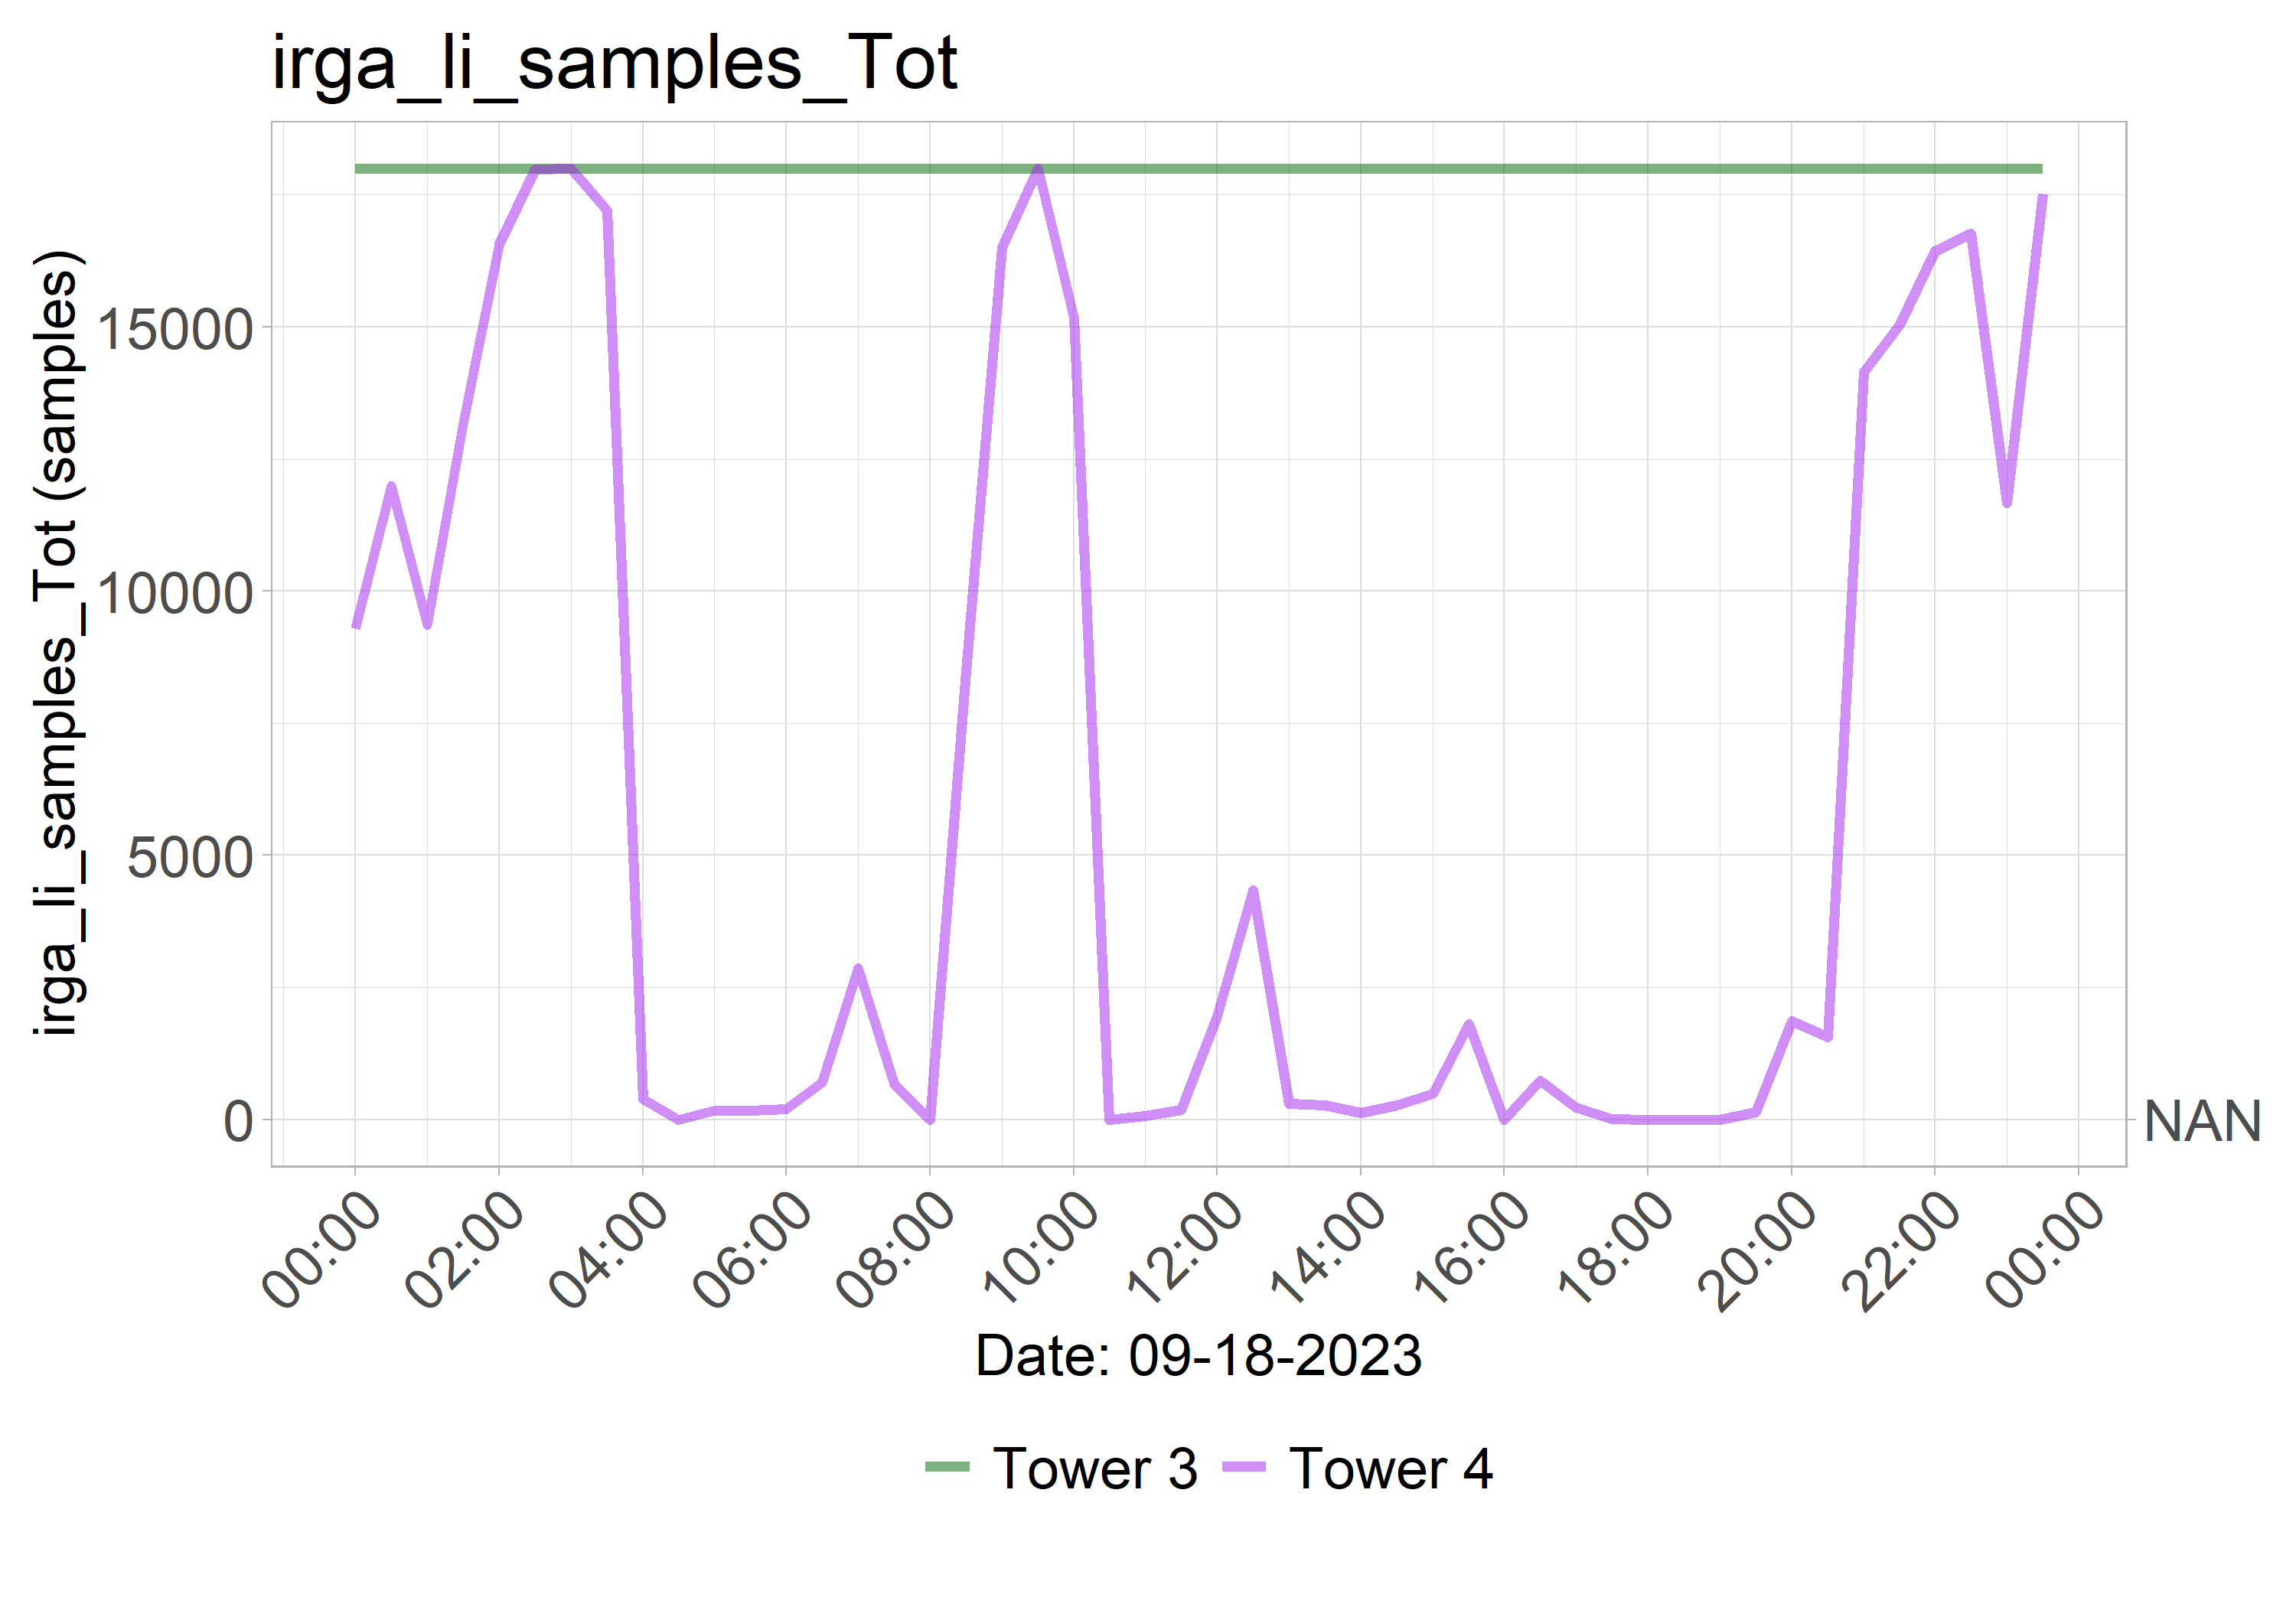 irga_li_samples_Tot
irga_li_samples_Tot (samples)
15000
10000
5000
0
NAN
00:00
02:00
04:00
06:00
08:00
10:00
12:00
14:00
16:00
18:00
20:00
22:00
00:00
Date: 09-18-2023
Tower 3
Tower 4